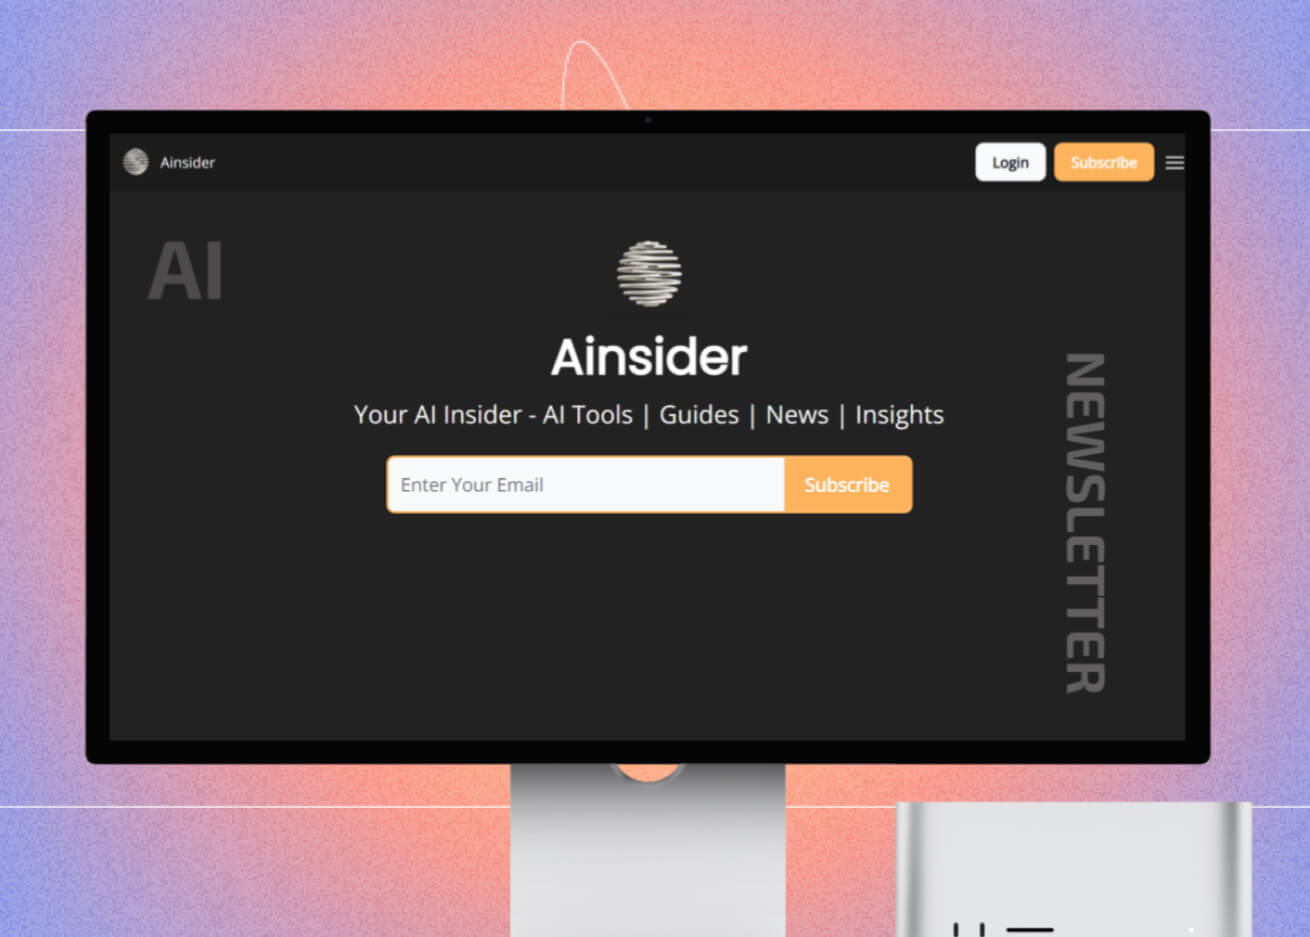 Ainsider
Login
Subscribe
AI
Ainsider
Your AI Insider - AI Tools | Guides | News | Insights
Enter Your Email
Subscribe
NEWSLETTER